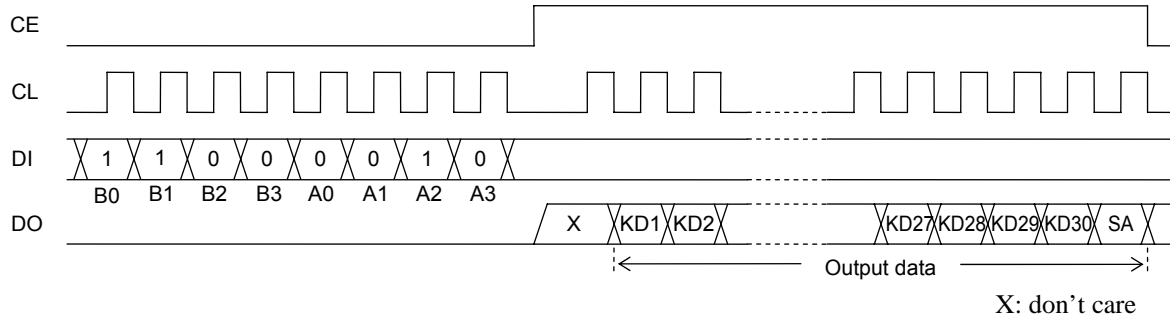 CE
CL
DI 1 1 0 0 0 0 1 0
B0 B1 B2 B3 A0 A1 A2 A3
DO X KD1 KD2 KD27 KD28 KD29 KD30 SA
Output data
X: don't care